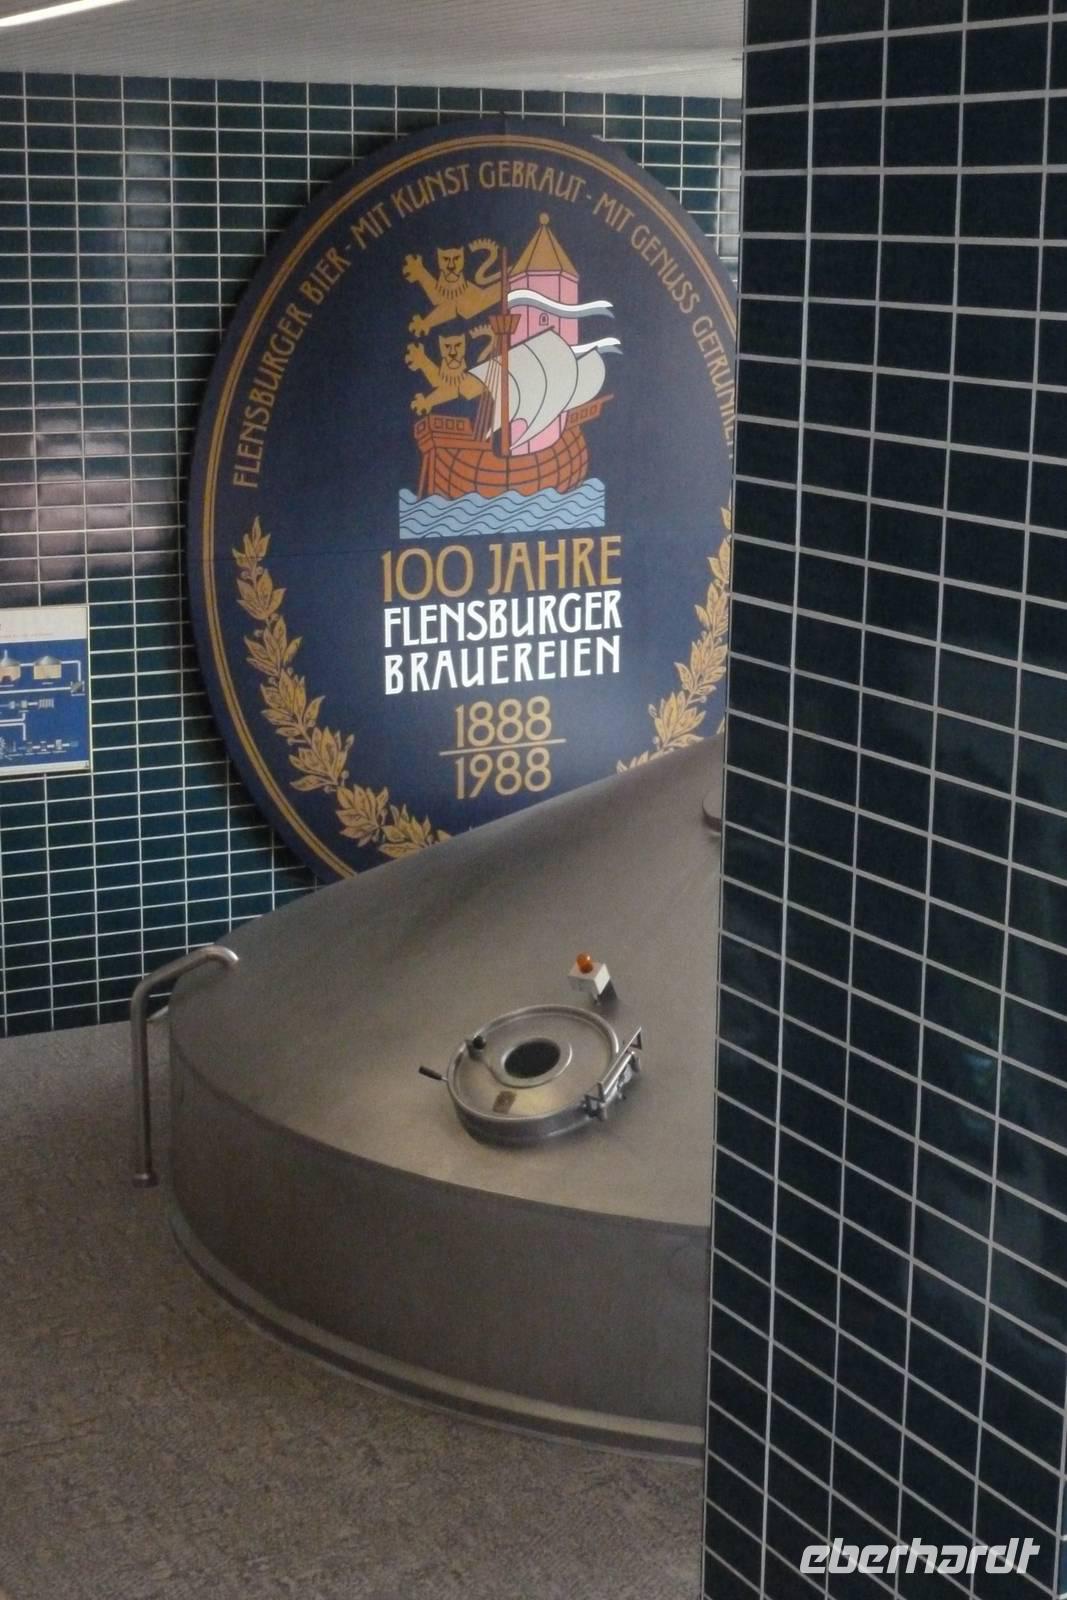 FLENSBURGER BIER - MIT KUNST GEBRAUT - MIT GENUSS GETRUNKEN
100 JAHRE
FLENSBURGER
BRAUEREIEN
1888
1988
eberhardt